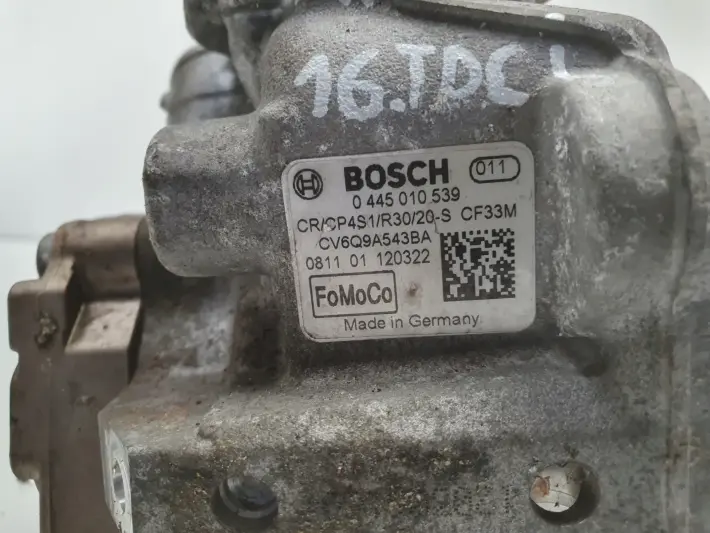 16.TDCi
BOSCH 011
0 445 010 539
CR/CP4S1/R30/20-S CF33M
CV6Q9A543BA
0811 01 120322
FoMoCo
Made in Germany